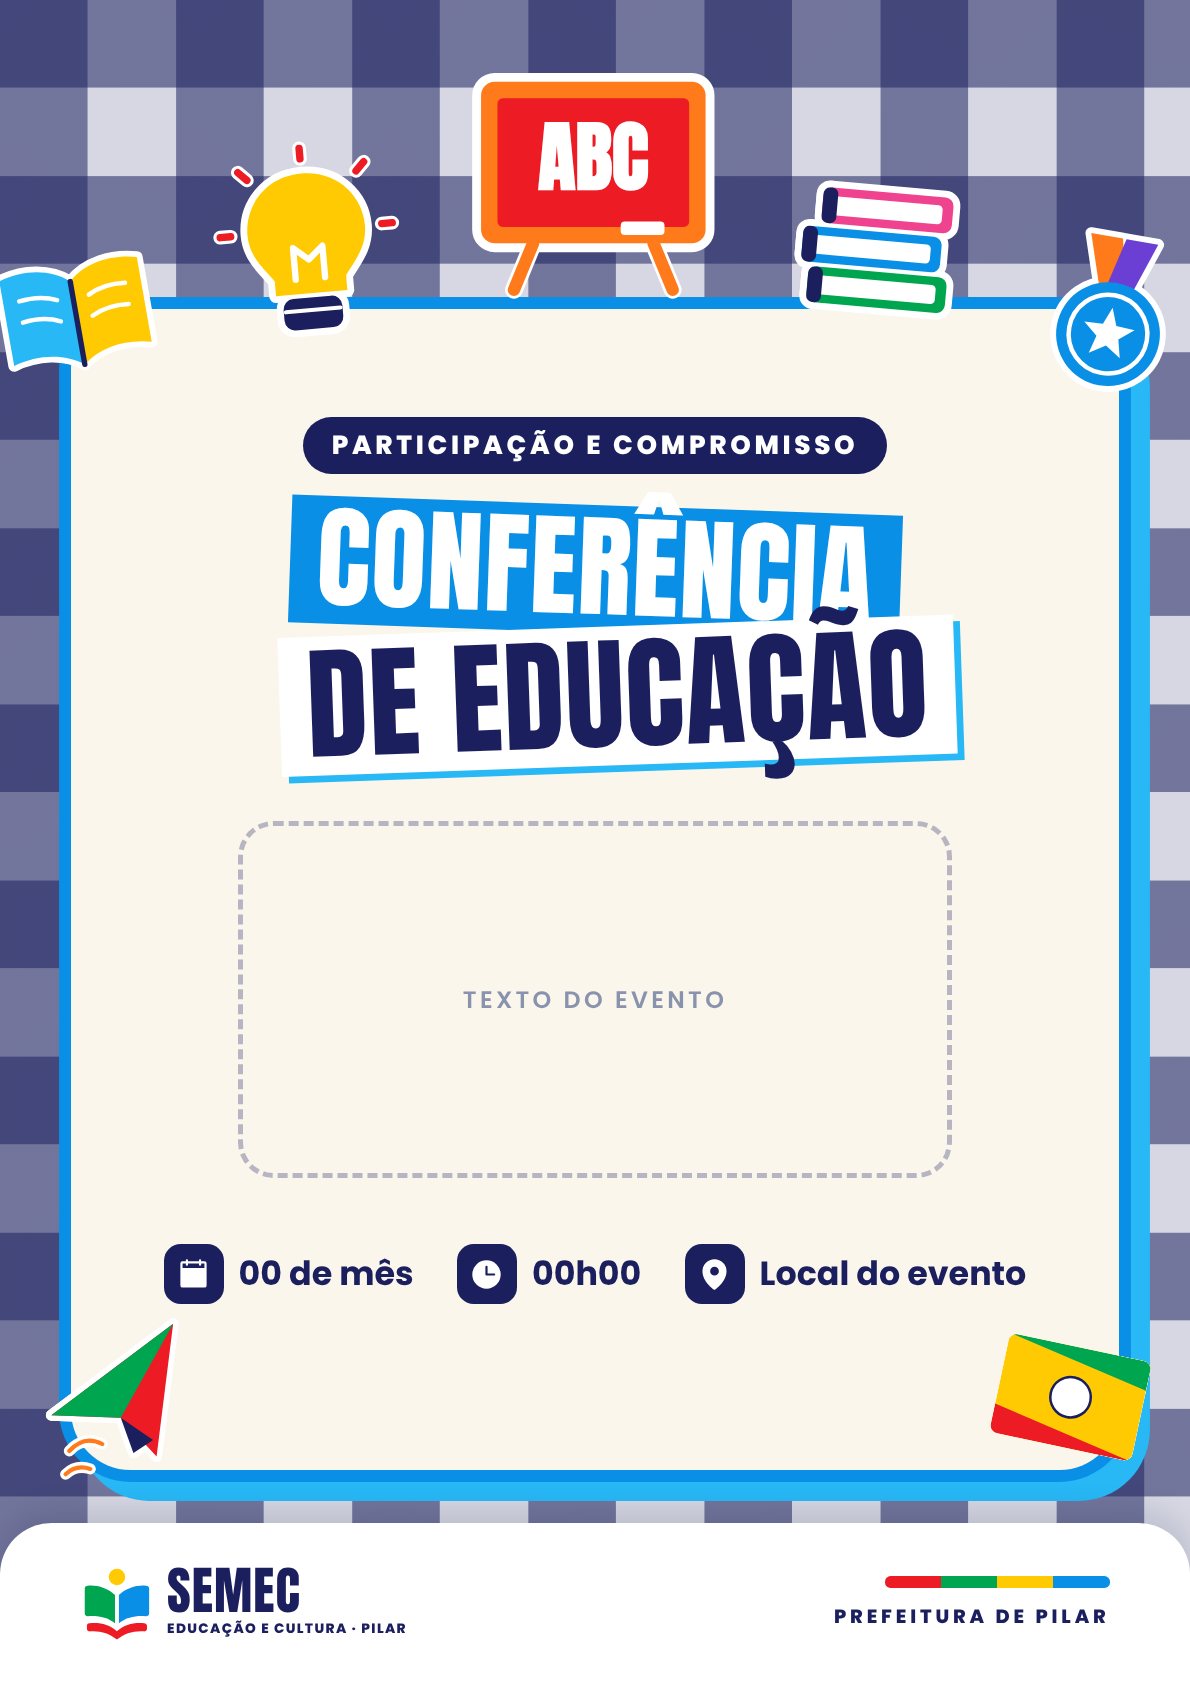 ABC
M
PARTICIPAÇÃO E COMPROMISSO
CONFERÊNCIA
DE EDUCAÇÃO
TEXTO DO EVENTO
00 de mês
00h00
Local do evento
SEMEC
EDUCAÇÃO E CULTURA · PILAR
PREFEITURA DE PILAR